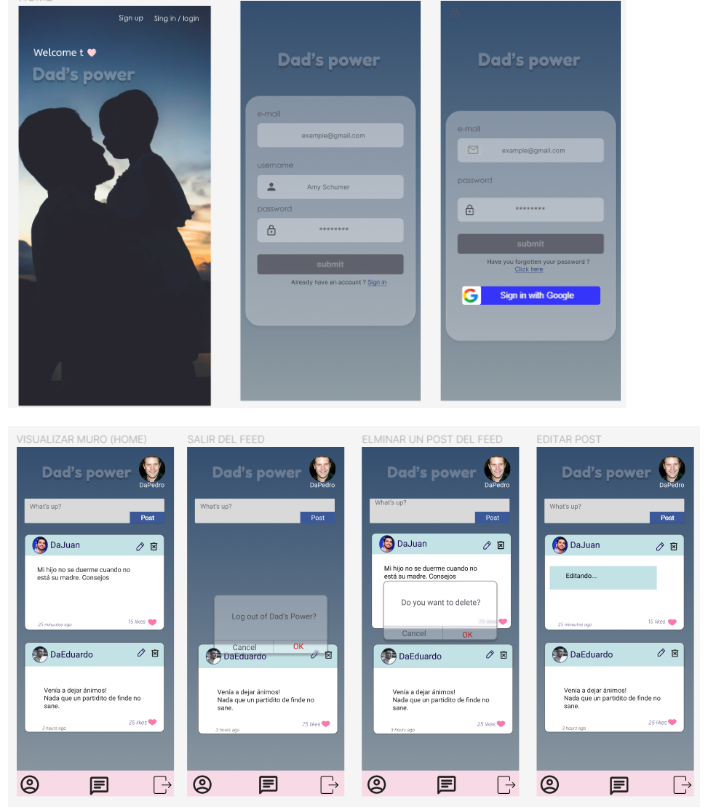 Sign up Sing in / login
Welcome t
Dad's power
Dad's power
e-mail
example@gmail.com
username
Amy Schumer
password
********
submit
Already have an account ? Sign in
Dad's power
e-mail
example@gmail.com
password
********
submit
Have you forgotten your password ?
Click here
Sign in with Google
VISUALIZAR MURO (HOME)
Dad's power
DaPedro
What's up?
Post
DaJuan
Mi hijo no se duerme cuando no
está su madre. Consejos
25 minutes ago
15 likes
DaEduardo
Venía a dejar ánimos!
Nada que un partidito de finde no
sane.
25 likes
2 hours ago
SALIR DEL FEED
Dad's power
DaPedro
What's up?
Post
Log out of Dad's Power?
Cancel OK
DaEduardo
Venía a dejar ánimos!
Nada que un partidito de finde no
sane.
25 likes
2 hours ago
ELMINAR UN POST DEL FEED
Dad's power
DaPedro
What's up?
Post
DaJuan
Mi hijo no se duerme cuando no
está su madre. Consejos
Do you want to delete?
likes
Cancel OK
DaEduardo
Venía a dejar ánimos!
Nada que un partidito de finde no
sane.
25 likes
2 hours ago
EDITAR POST
Dad's power
DaPedro
What's up?
Post
DaJuan
Editando...
25 minutes ago
15 likes
DaEduardo
Venía a dejar ánimos!
Nada que un partidito de finde no
sane.
25 likes
2 hours ago